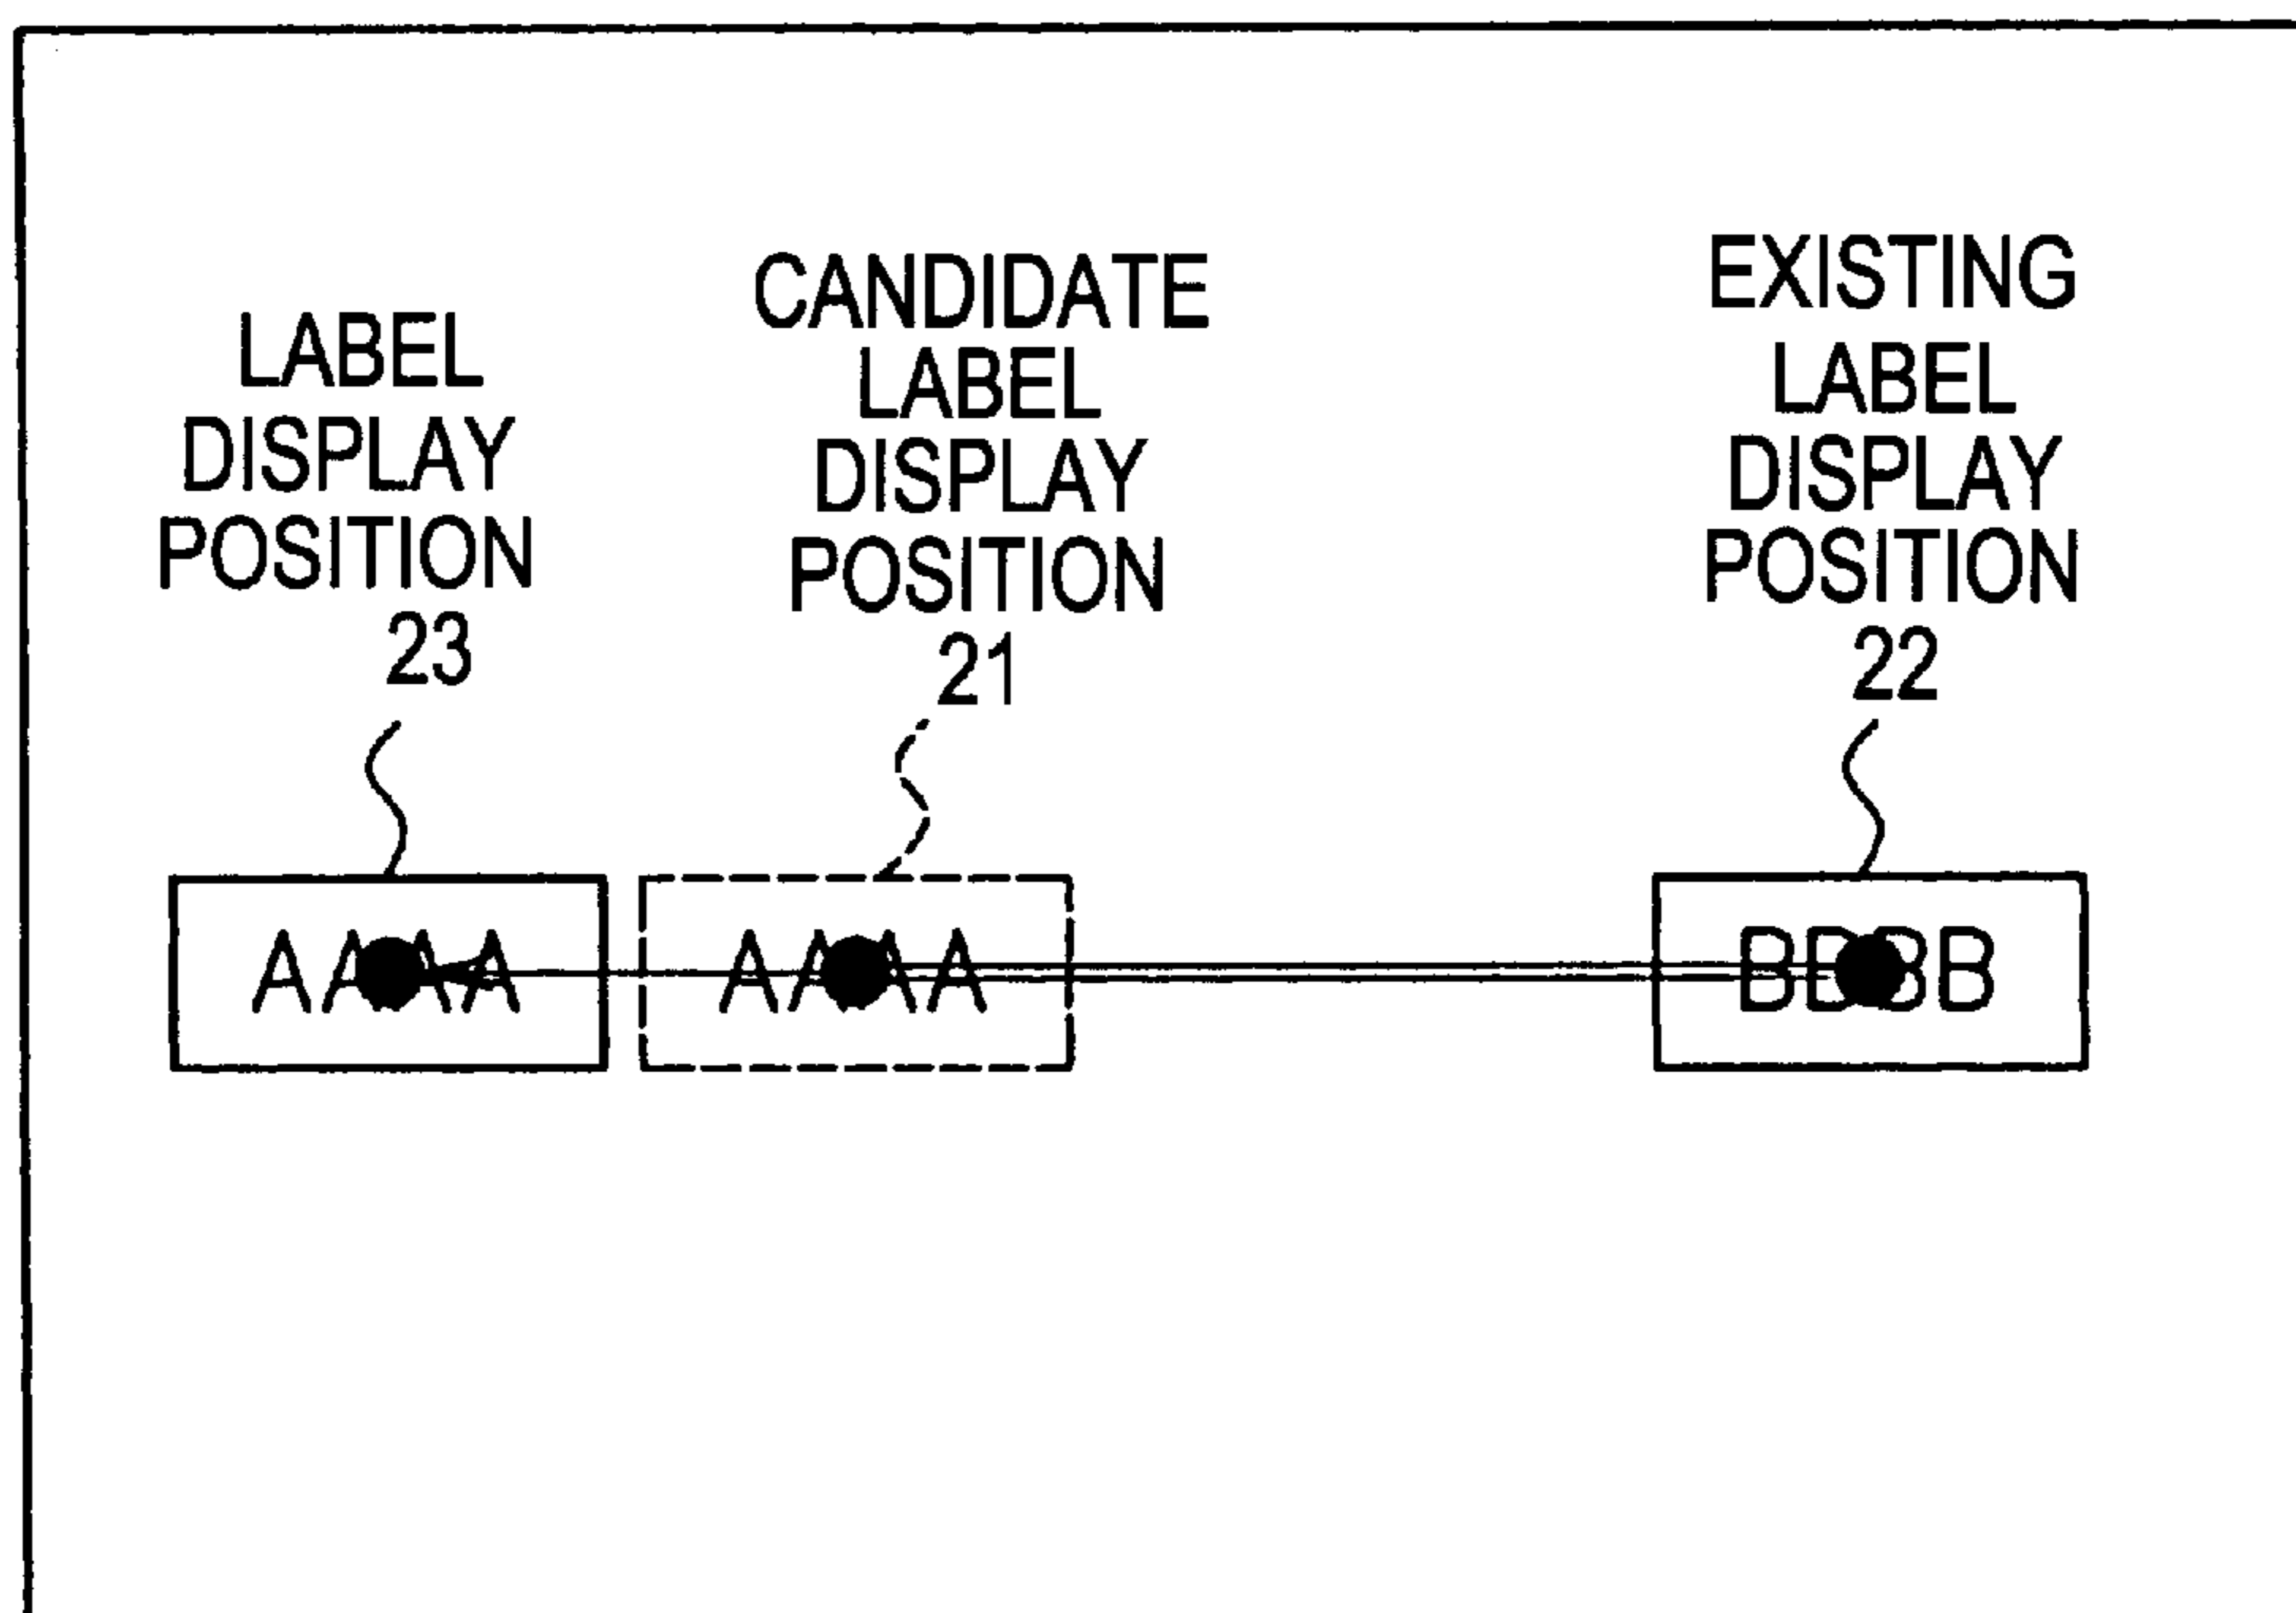 LABEL
DISPLAY
POSITION
23
CANDIDATE
LABEL
DISPLAY
POSITION
21
EXISTING
LABEL
DISPLAY
POSITION
22
AAAA
AAAA
BBBB